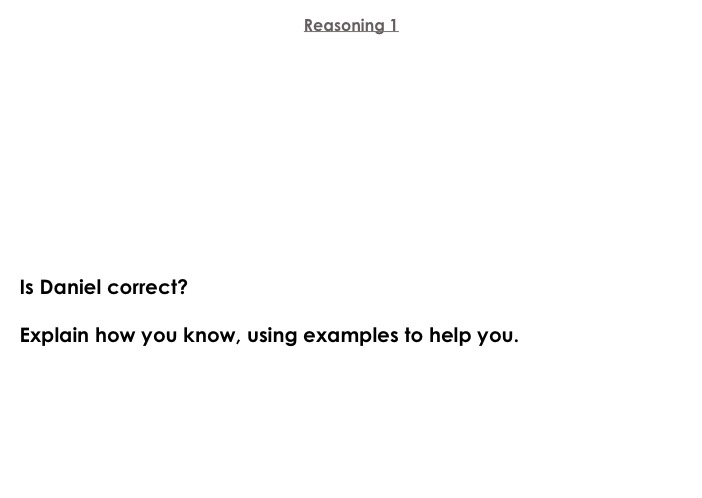 Reasoning 1
Is Daniel correct?
Explain how you know, using examples to help you.